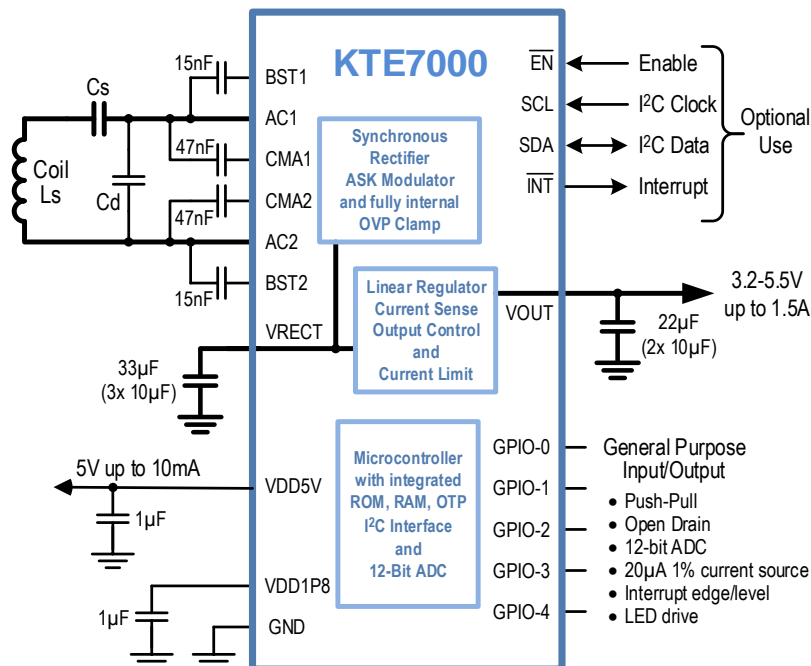 KTE7000
15nF
BST1
Cs
AC1
47nF
CMA1
Coil
Ls
Cd
CMA2
47nF
AC2
15nF
BST2
VRECT
33µF
(3x 10µF)
5V up to 10mA
VDD5V
1µF
VDD1P8
1µF
GND
Synchronous
Rectifier
ASK Modulator
and fully internal
OVP Clamp
Linear Regulator
Current Sense
Output Control
and
Current Limit
Microcontroller
with integrated
ROM, RAM, OTP
I²C Interface
and
12-Bit ADC
EN
Enable
SCL
I²C Clock
SDA
I²C Data
INT
Interrupt
Optional
Use
VOUT
3.2-5.5V
up to 1.5A
22µF
(2x 10µF)
GPIO-0
GPIO-1
GPIO-2
GPIO-3
GPIO-4
General Purpose
Input/Output
• Push-Pull
• Open Drain
• 12-bit ADC
• 20µA 1% current source
• Interrupt edge/level
• LED drive